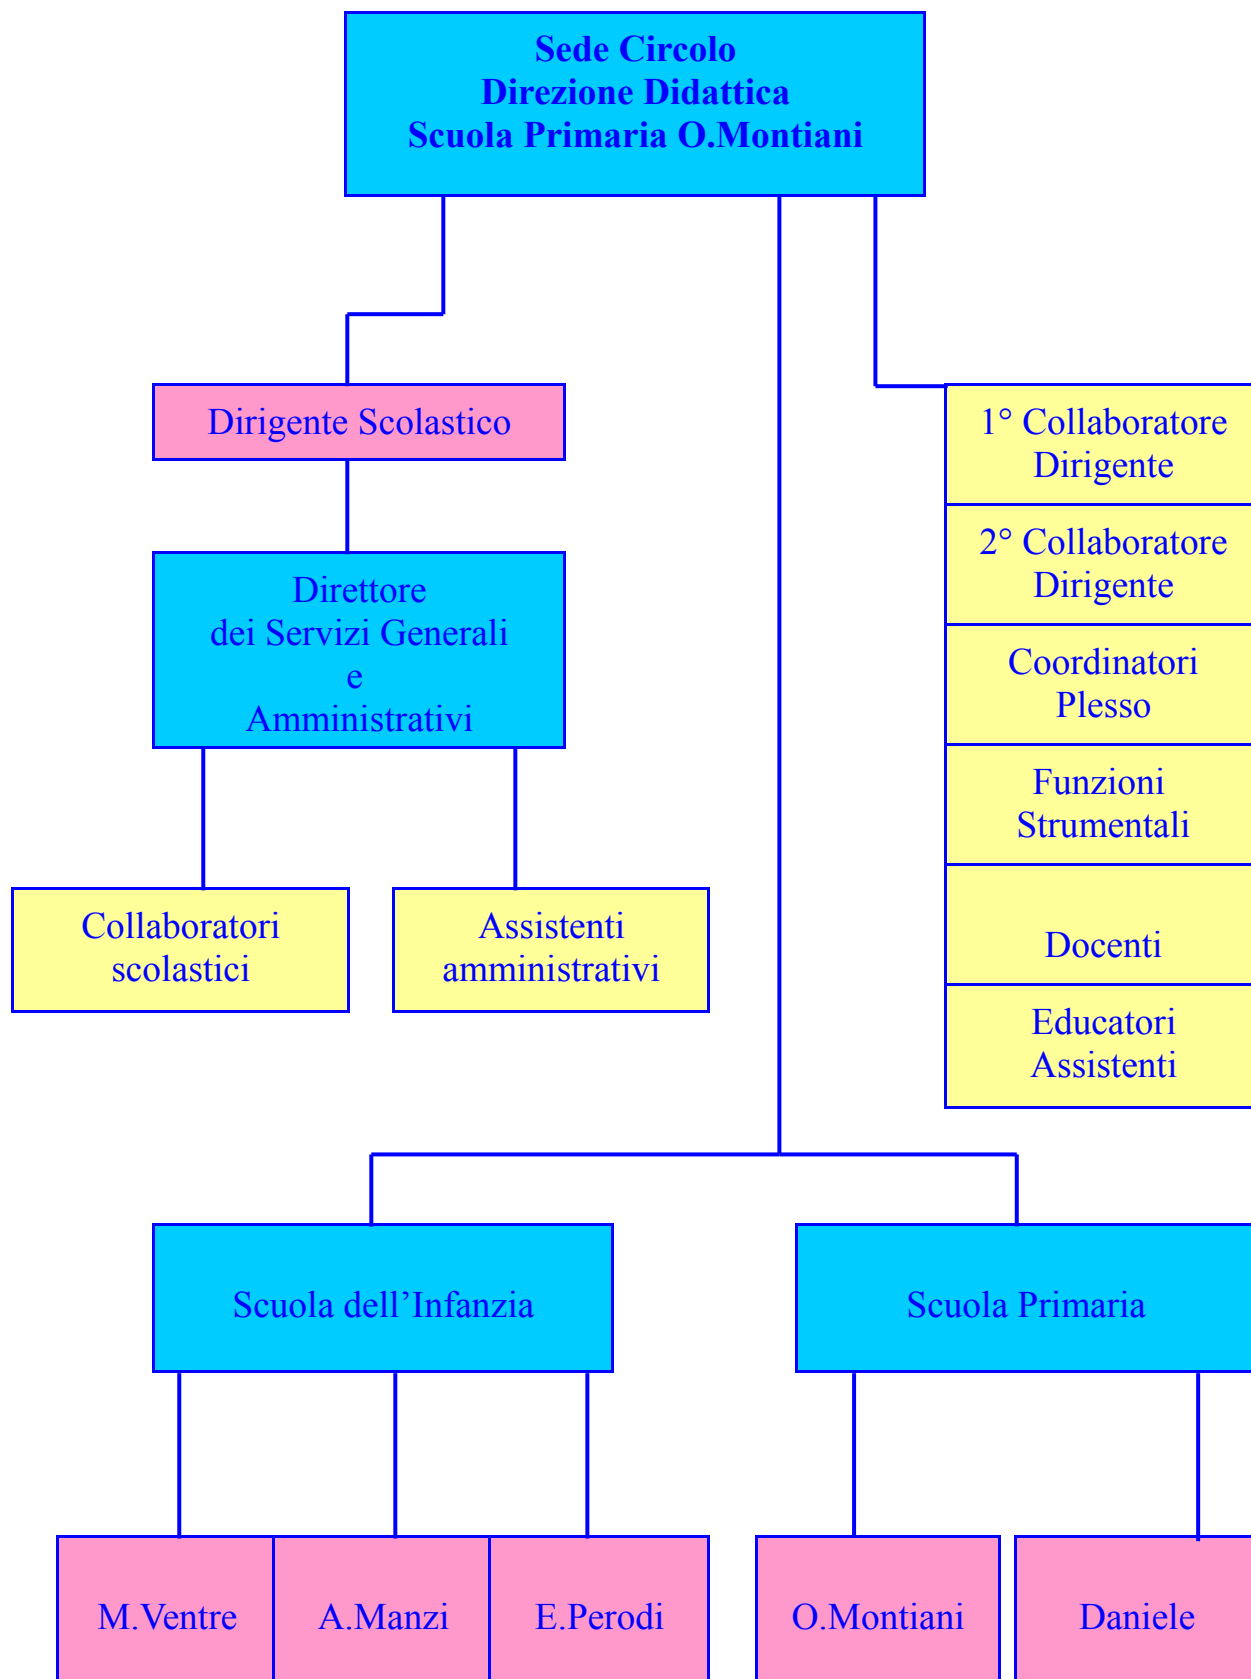 Sede Circolo
Direzione Didattica
Scuola Primaria O.Montiani
Dirigente Scolastico
1° Collaboratore
Dirigente
2° Collaboratore
Dirigente
Coordinatori
Plesso
Funzioni
Strumentali
Docenti
Educatori
Assistenti
Direttore
dei Servizi Generali
e
Amministrativi
Collaboratori
scolastici
Assistenti
amministrativi
Scuola dell’Infanzia
Scuola Primaria
M.Ventre
A.Manzi
E.Perodi
O.Montiani
Daniele